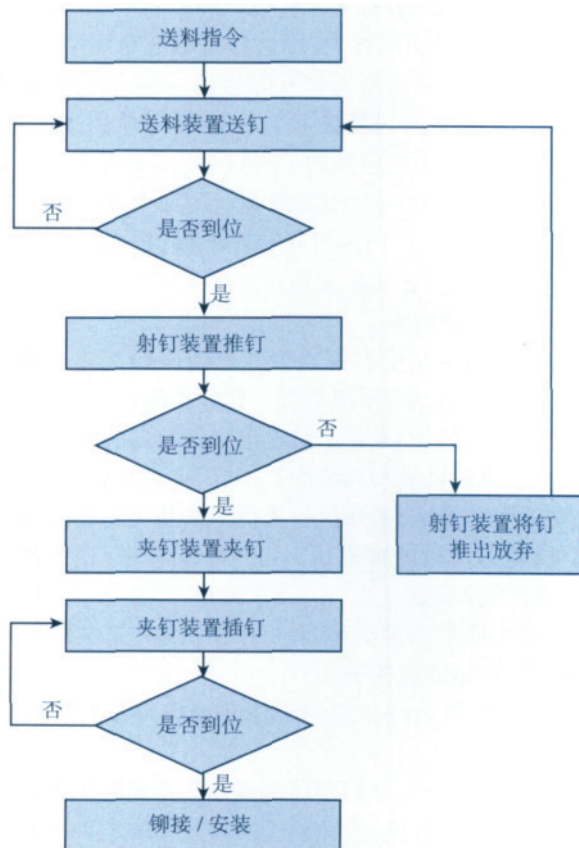 送料指令
送料装置送钉
否
是否到位
是
射钉装置推钉
是否到位
否
是
射钉装置将钉
推出放弃
夹钉装置夹钉
夹钉装置插钉
否
是否到位
是
铆接 / 安装